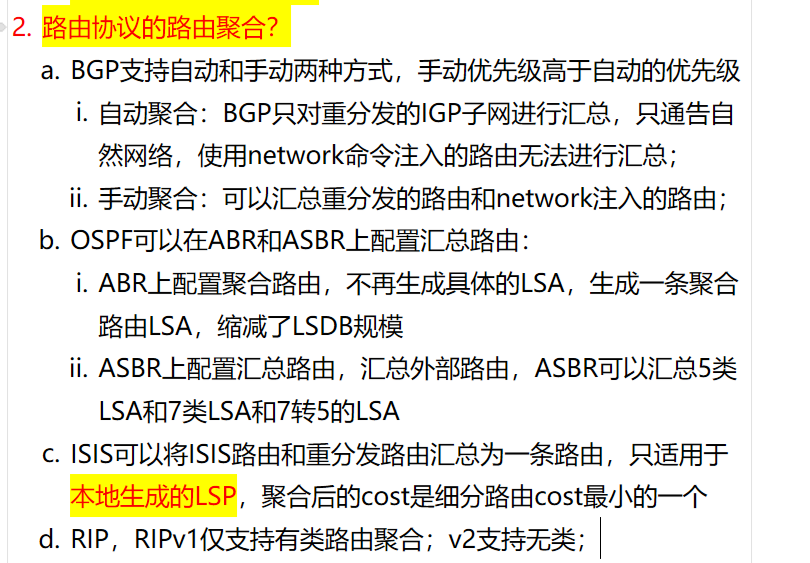 2. 路由协议的路由聚合?
a. BGP支持自动和手动两种方式，手动优先级高于自动的优先级
i. 自动聚合：BGP只对重分发的IGP子网进行汇总，只通告自
然网络，使用network命令注入的路由无法进行汇总；
ii. 手动聚合：可以汇总重分发的路由和network注入的路由；
b. OSPF可以在ABR和ASBR上配置汇总路由：
i. ABR上配置聚合路由，不再生成具体的LSA，生成一条聚合
路由LSA，缩减了LSDB规模
ii. ASBR上配置汇总路由，汇总外部路由，ASBR可以汇总5类
LSA和7类LSA和7转5的LSA
c. ISIS可以将ISIS路由和重分发路由汇总为一条路由，只适用于
本地生成的LSP，聚合后的cost是细分路由cost最小的一个
d. RIP，RIPv1仅支持有类路由聚合；v2支持无类；